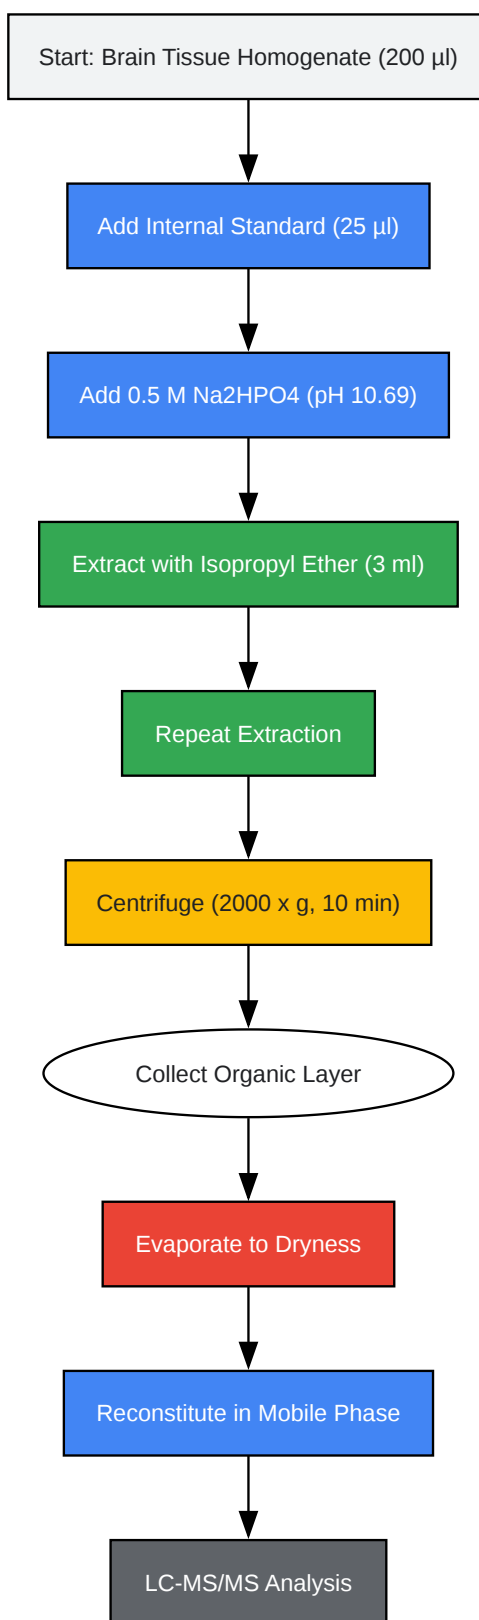 Start: Brain Tissue Homogenate (200 µl)
Add Internal Standard (25 µl)
Add 0.5 M Na2HPO4 (pH 10.69)
Extract with Isopropyl Ether (3 ml)
Repeat Extraction
Centrifuge (2000 x g, 10 min)
Collect Organic Layer
Evaporate to Dryness
Reconstitute in Mobile Phase
LC-MS/MS Analysis